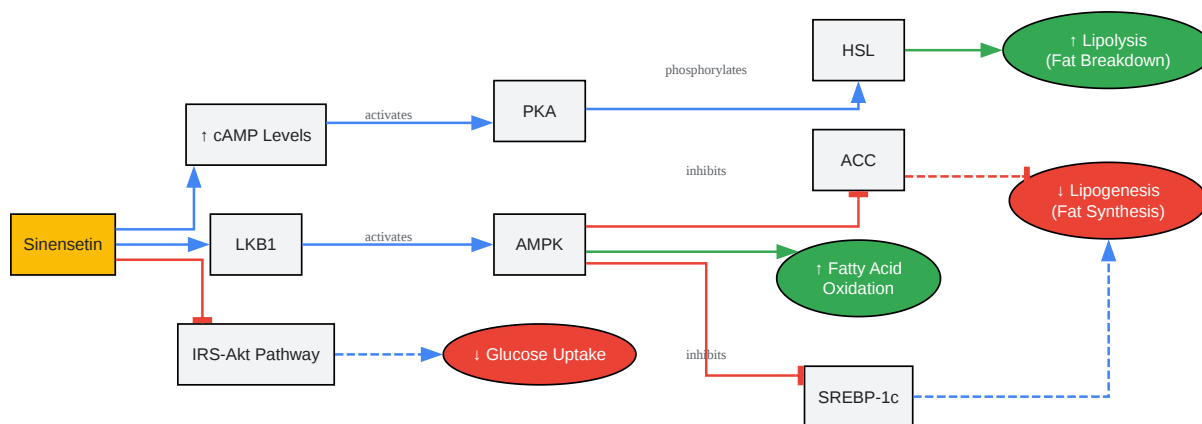 HSL
↑ Lipolysis
(Fat Breakdown)
phosphorylates
PKA
activates
↑ cAMP Levels
ACC
inhibits
↓ Lipogenesis
(Fat Synthesis)
Sinensetin
LKB1
activates
AMPK
↑ Fatty Acid
Oxidation
IRS-Akt Pathway
↓ Glucose Uptake
inhibits
SREBP-1c